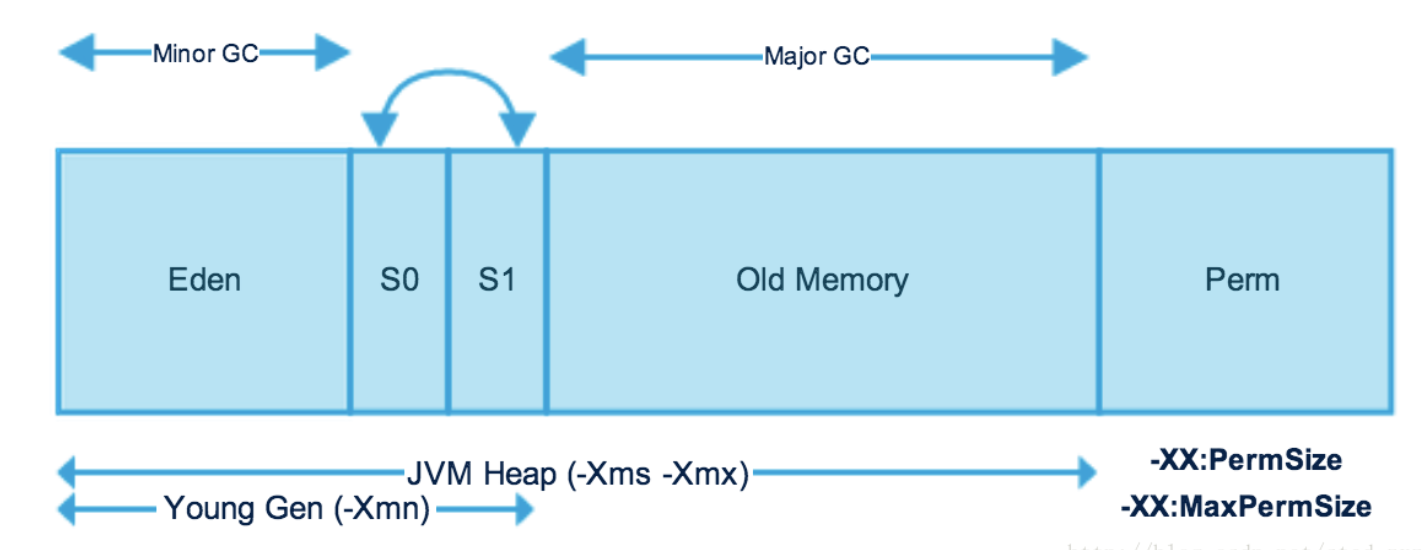 Minor GC
Major GC
Eden
S0
S1
Old Memory
Perm
JVM Heap (-Xms -Xmx)
Young Gen (-Xmn)
-XX:PermSize
-XX:MaxPermSize